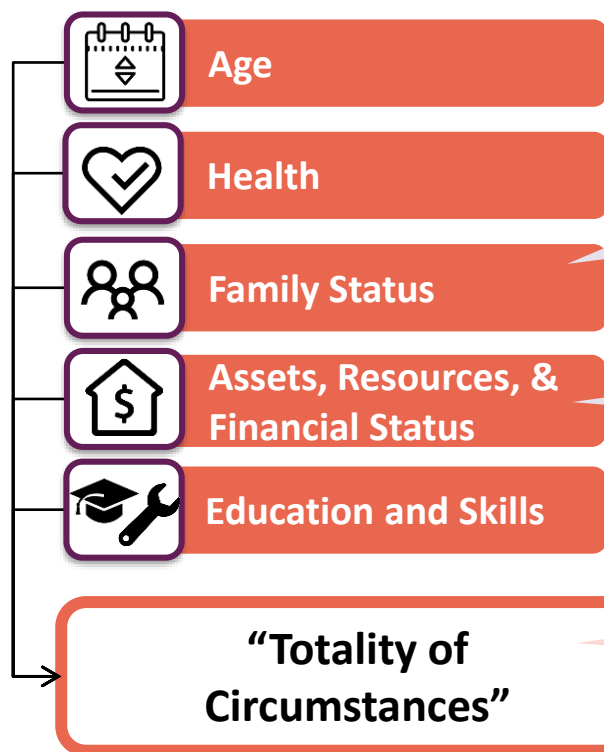 Age
Health
Family Status
Assets, Resources, &
Financial Status
Education and Skills
“Totality of
Circumstances”